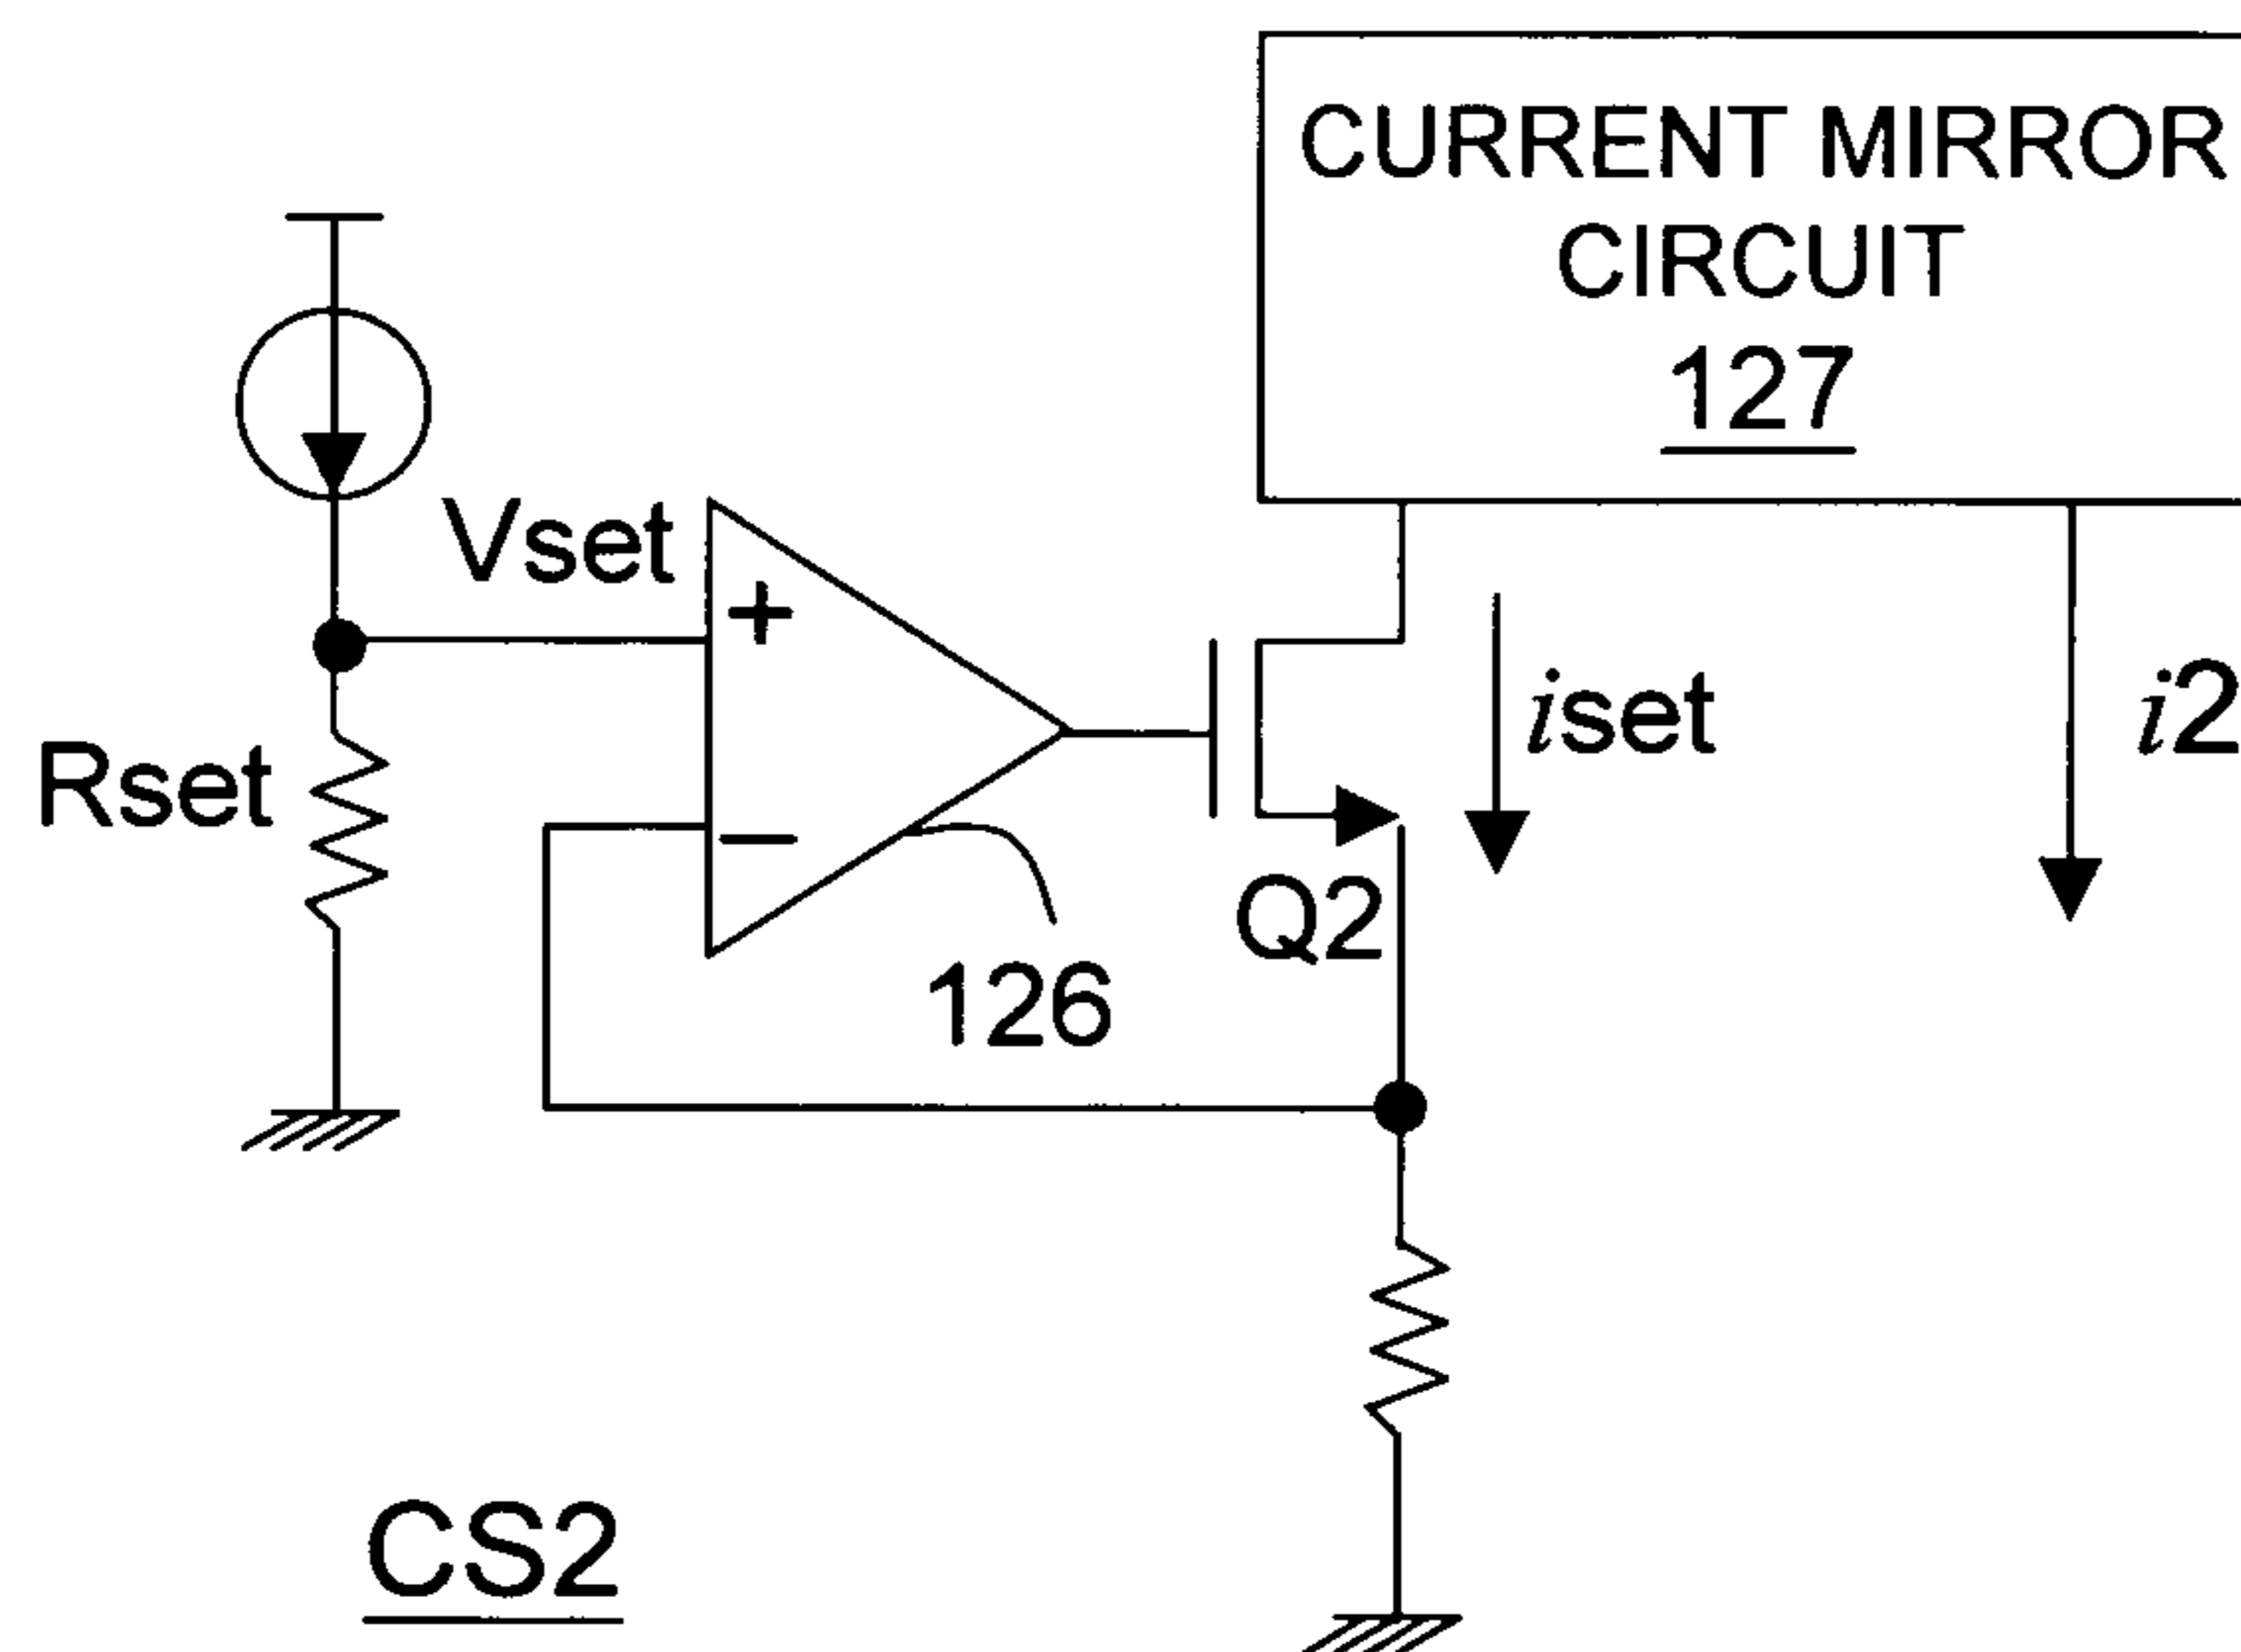 CURRENT MIRROR
CIRCUIT
127
Vset
+
Rset
iset
i2
−
Q2
126
CS2